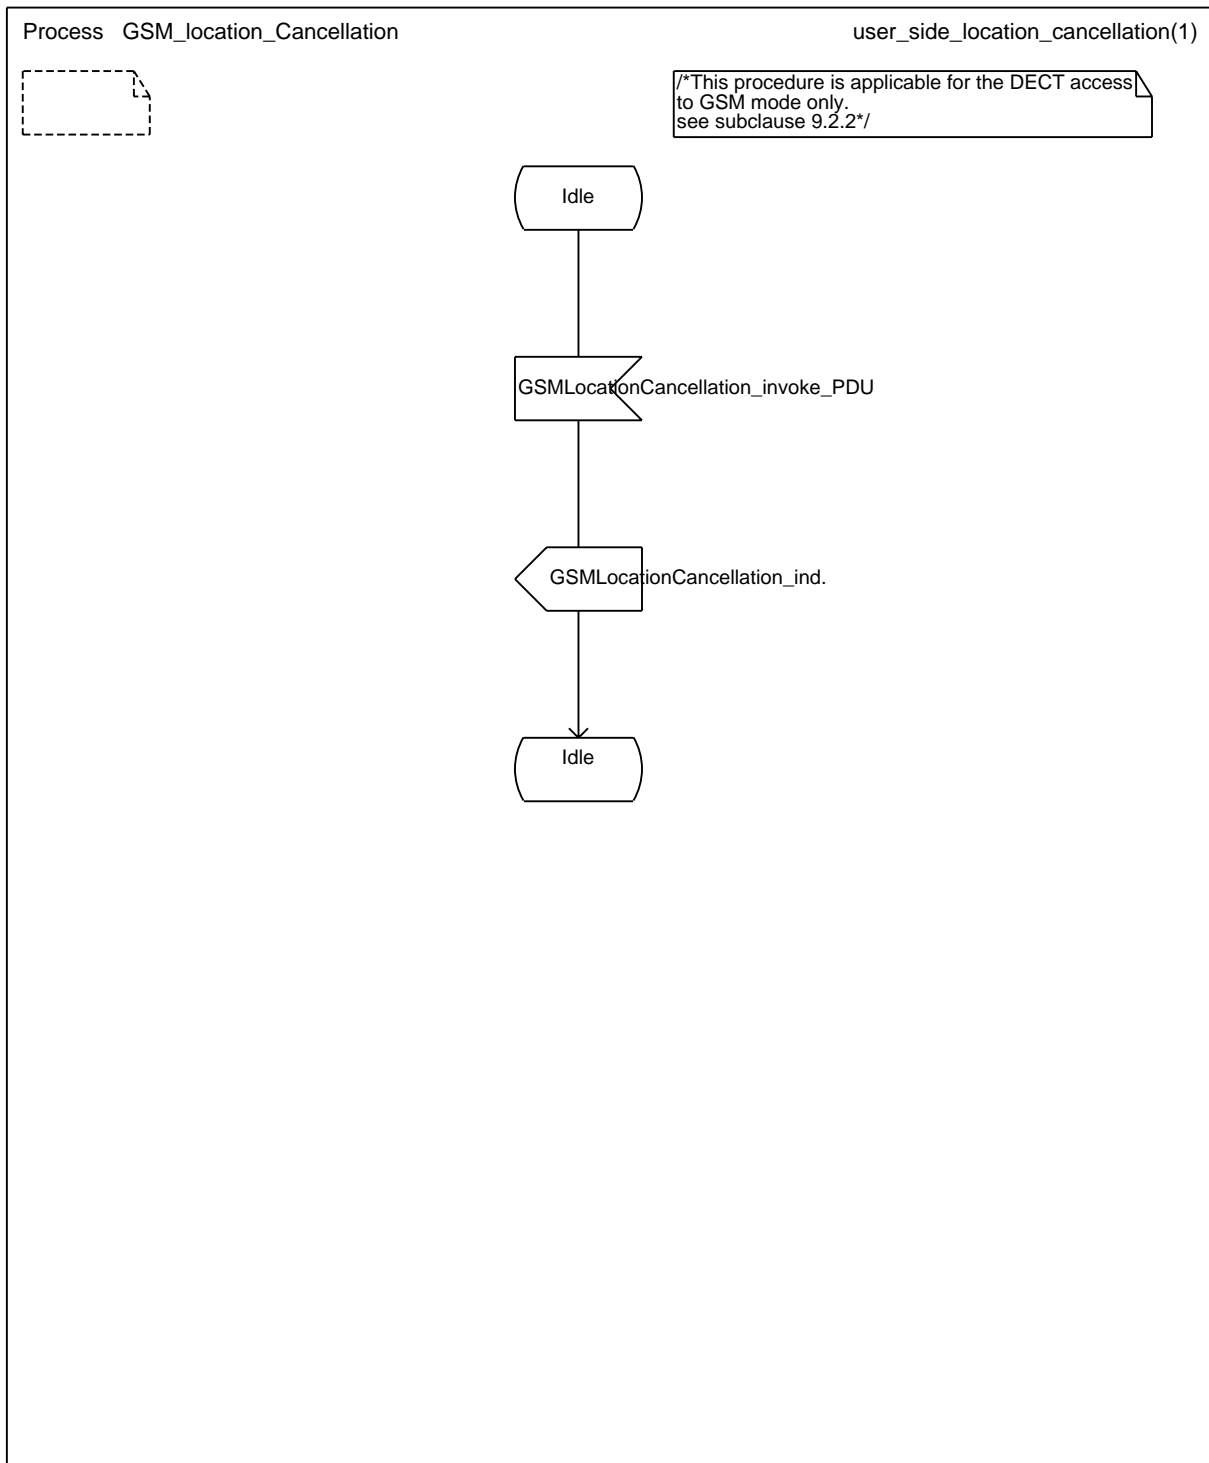 Process GSM_location_Cancellation
user_side_location_cancellation(1)
/*This procedure is applicable for the DECT access
to GSM mode only.
see subclause 9.2.2*/
Idle
GSMLocationCancellation_invoke_PDU
GSMLocationCancellation_ind.
Idle